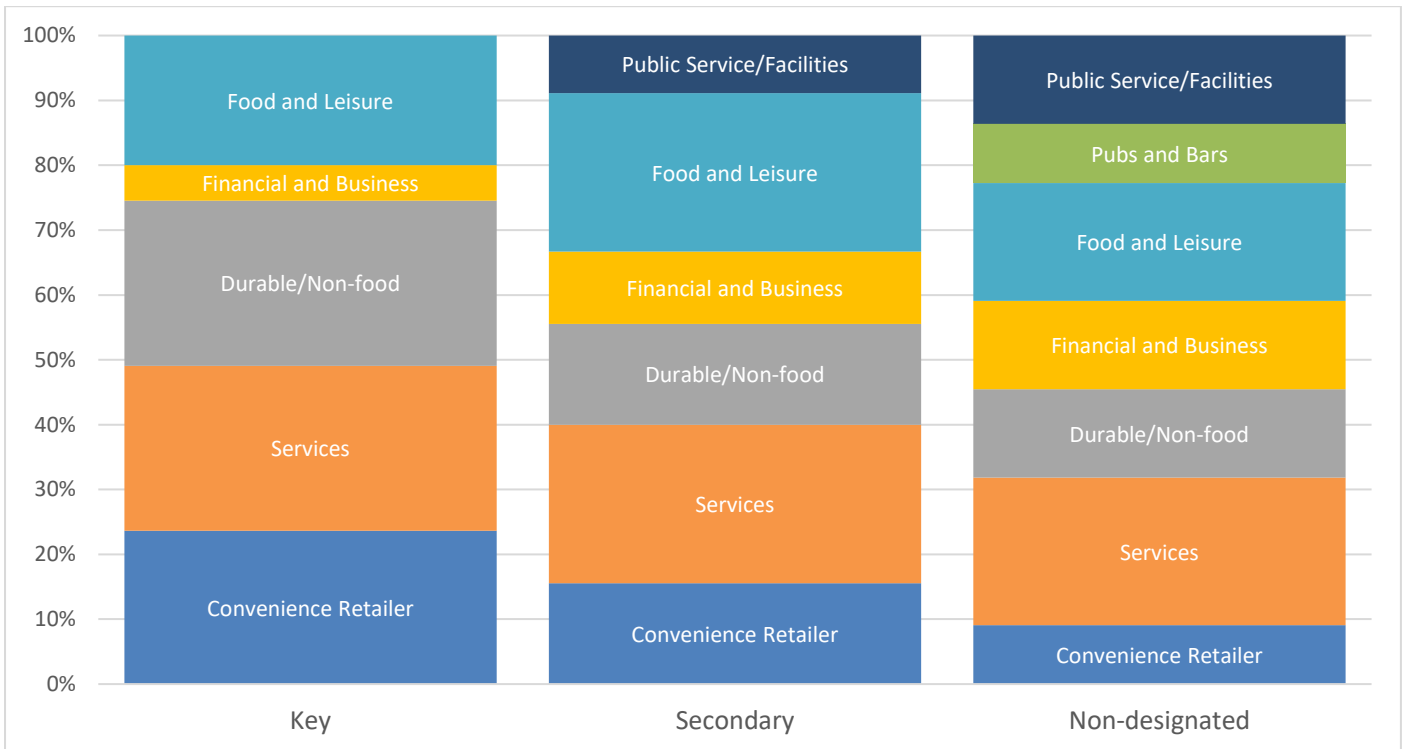 100%
90%
80%
70%
60%
50%
40%
30%
20%
10%
0%
Food and Leisure
Financial and Business
Durable/Non-food
Services
Convenience Retailer
Public Service/Facilities
Food and Leisure
Financial and Business
Durable/Non-food
Services
Convenience Retailer
Public Service/Facilities
Pubs and Bars
Food and Leisure
Financial and Business
Durable/Non-food
Services
Convenience Retailer
Key
Secondary
Non-designated